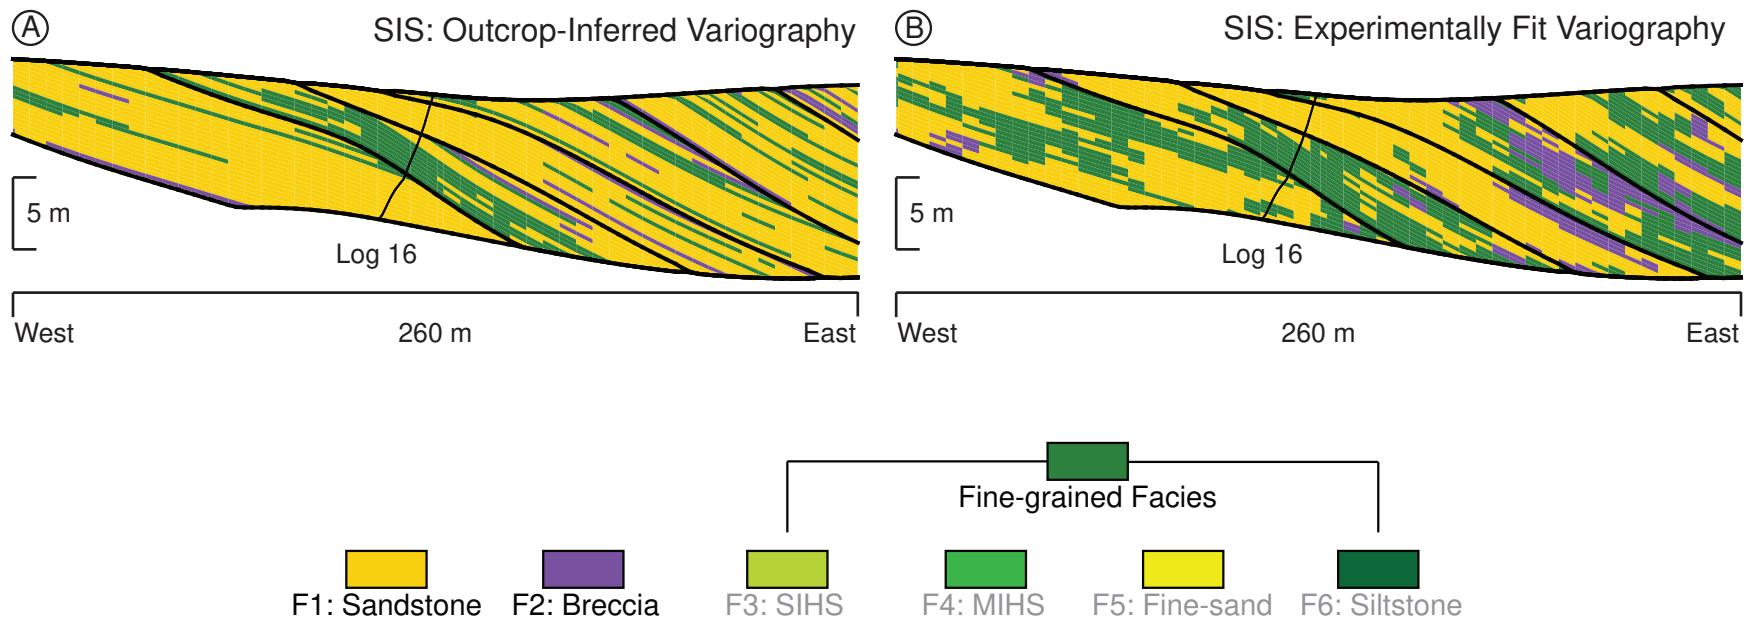 A SIS: Outcrop-Inferred Variography
5 m
Log 16
West 260 m East
B SIS: Experimentally Fit Variography
5 m
Log 16
West 260 m East
Fine-grained Facies
F1: Sandstone F2: Breccia F3: SIHS F4: MIHS F5: Fine-sand F6: Siltstone